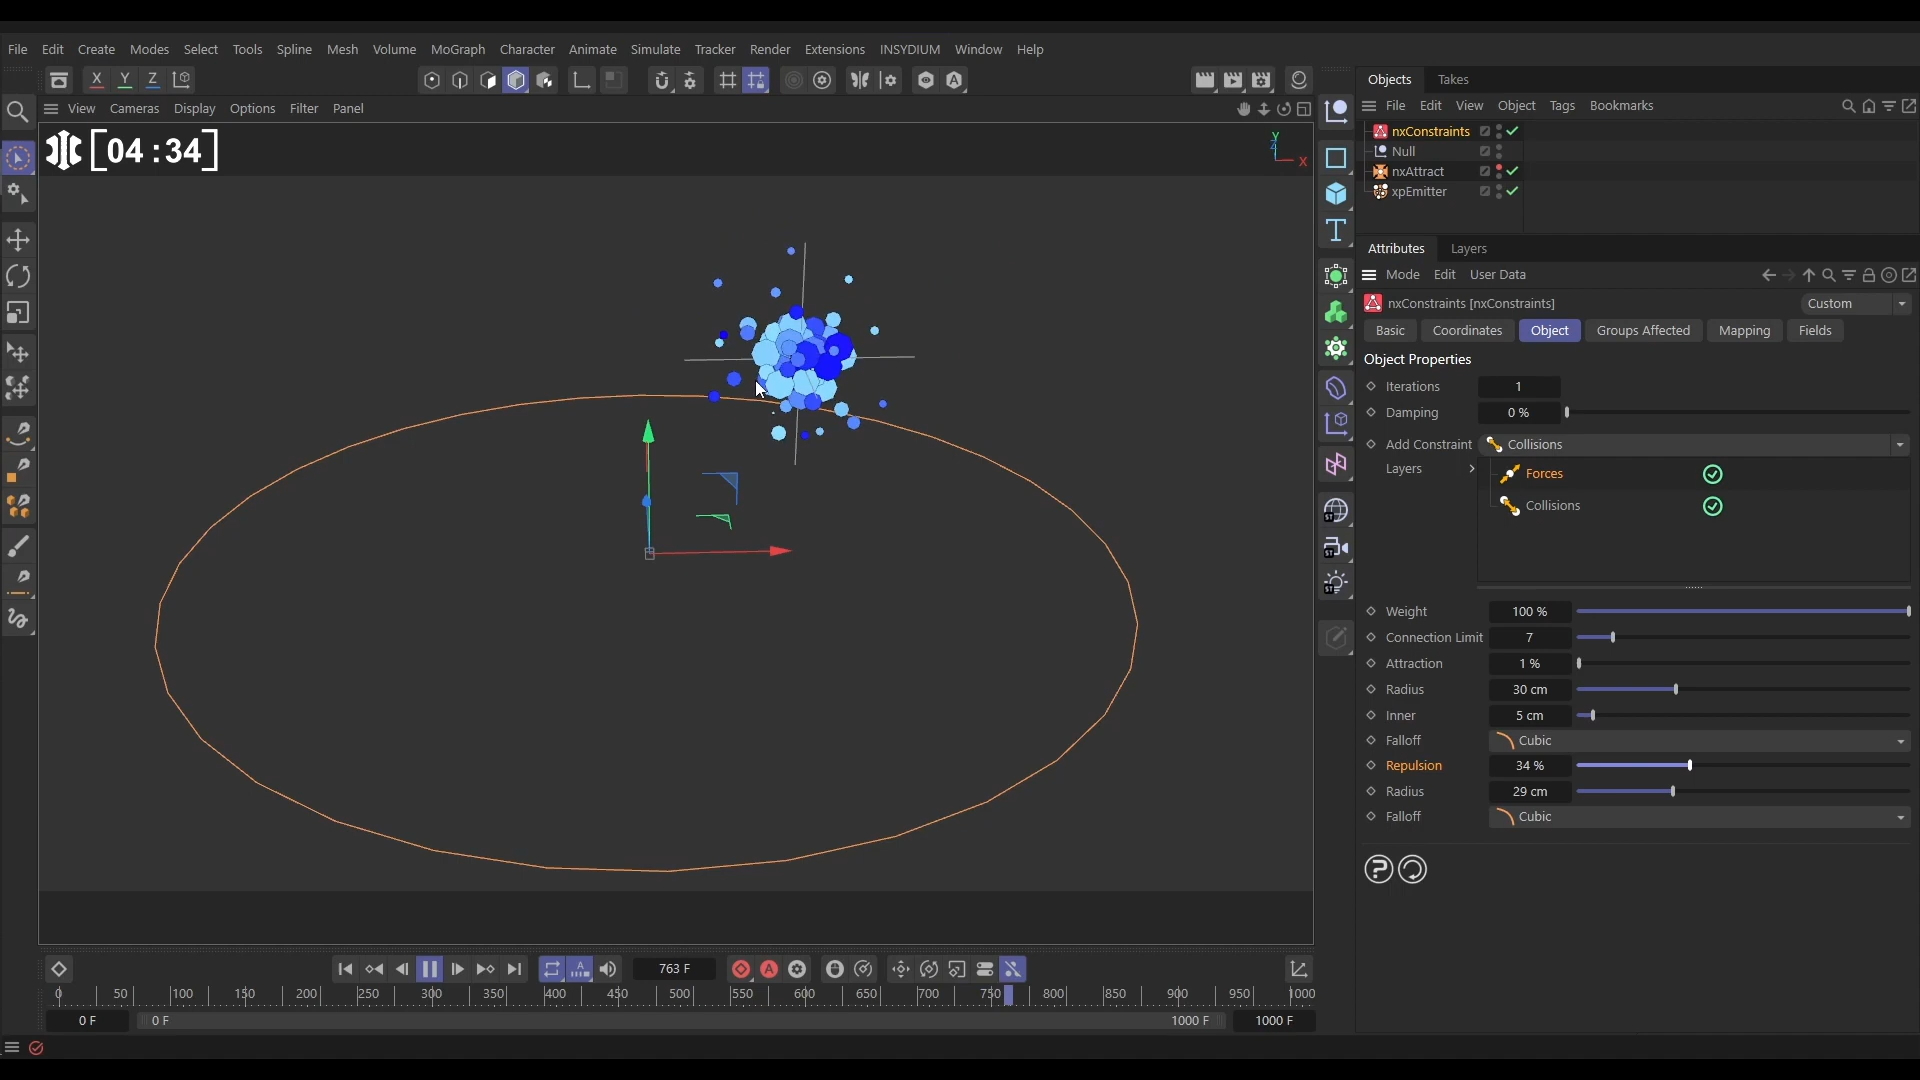 File Edit Create Modes Select Tools Spline Mesh Volume MoGraph Character Animate Simulate Tracker Render Extensions INSYDIUM Window Help
X Y Z
View Cameras Display Options Filter Panel
[04:34]
Y
Z
X
Objects Takes
File Edit View Object Tags Bookmarks
nxConstraints
Null
nxAttract
xpEmitter
Attributes Layers
Mode Edit User Data
nxConstraints [nxConstraints] Custom
Basic Coordinates Object Groups Affected Mapping Fields
Object Properties
Iterations 1
Damping 0 %
Add Constraint Collisions
Layers Forces
Collisions
Weight 100 %
Connection Limit 7
Attraction 1 %
Radius 30 cm
Inner 5 cm
Falloff Cubic
Repulsion 34 %
Radius 29 cm
Falloff Cubic
763 F
0 50 100 150 200 250 300 350 400 450 500 550 600 650 700 750 800 850 900 950 1000
0 F 0 F 1000 F 1000 F